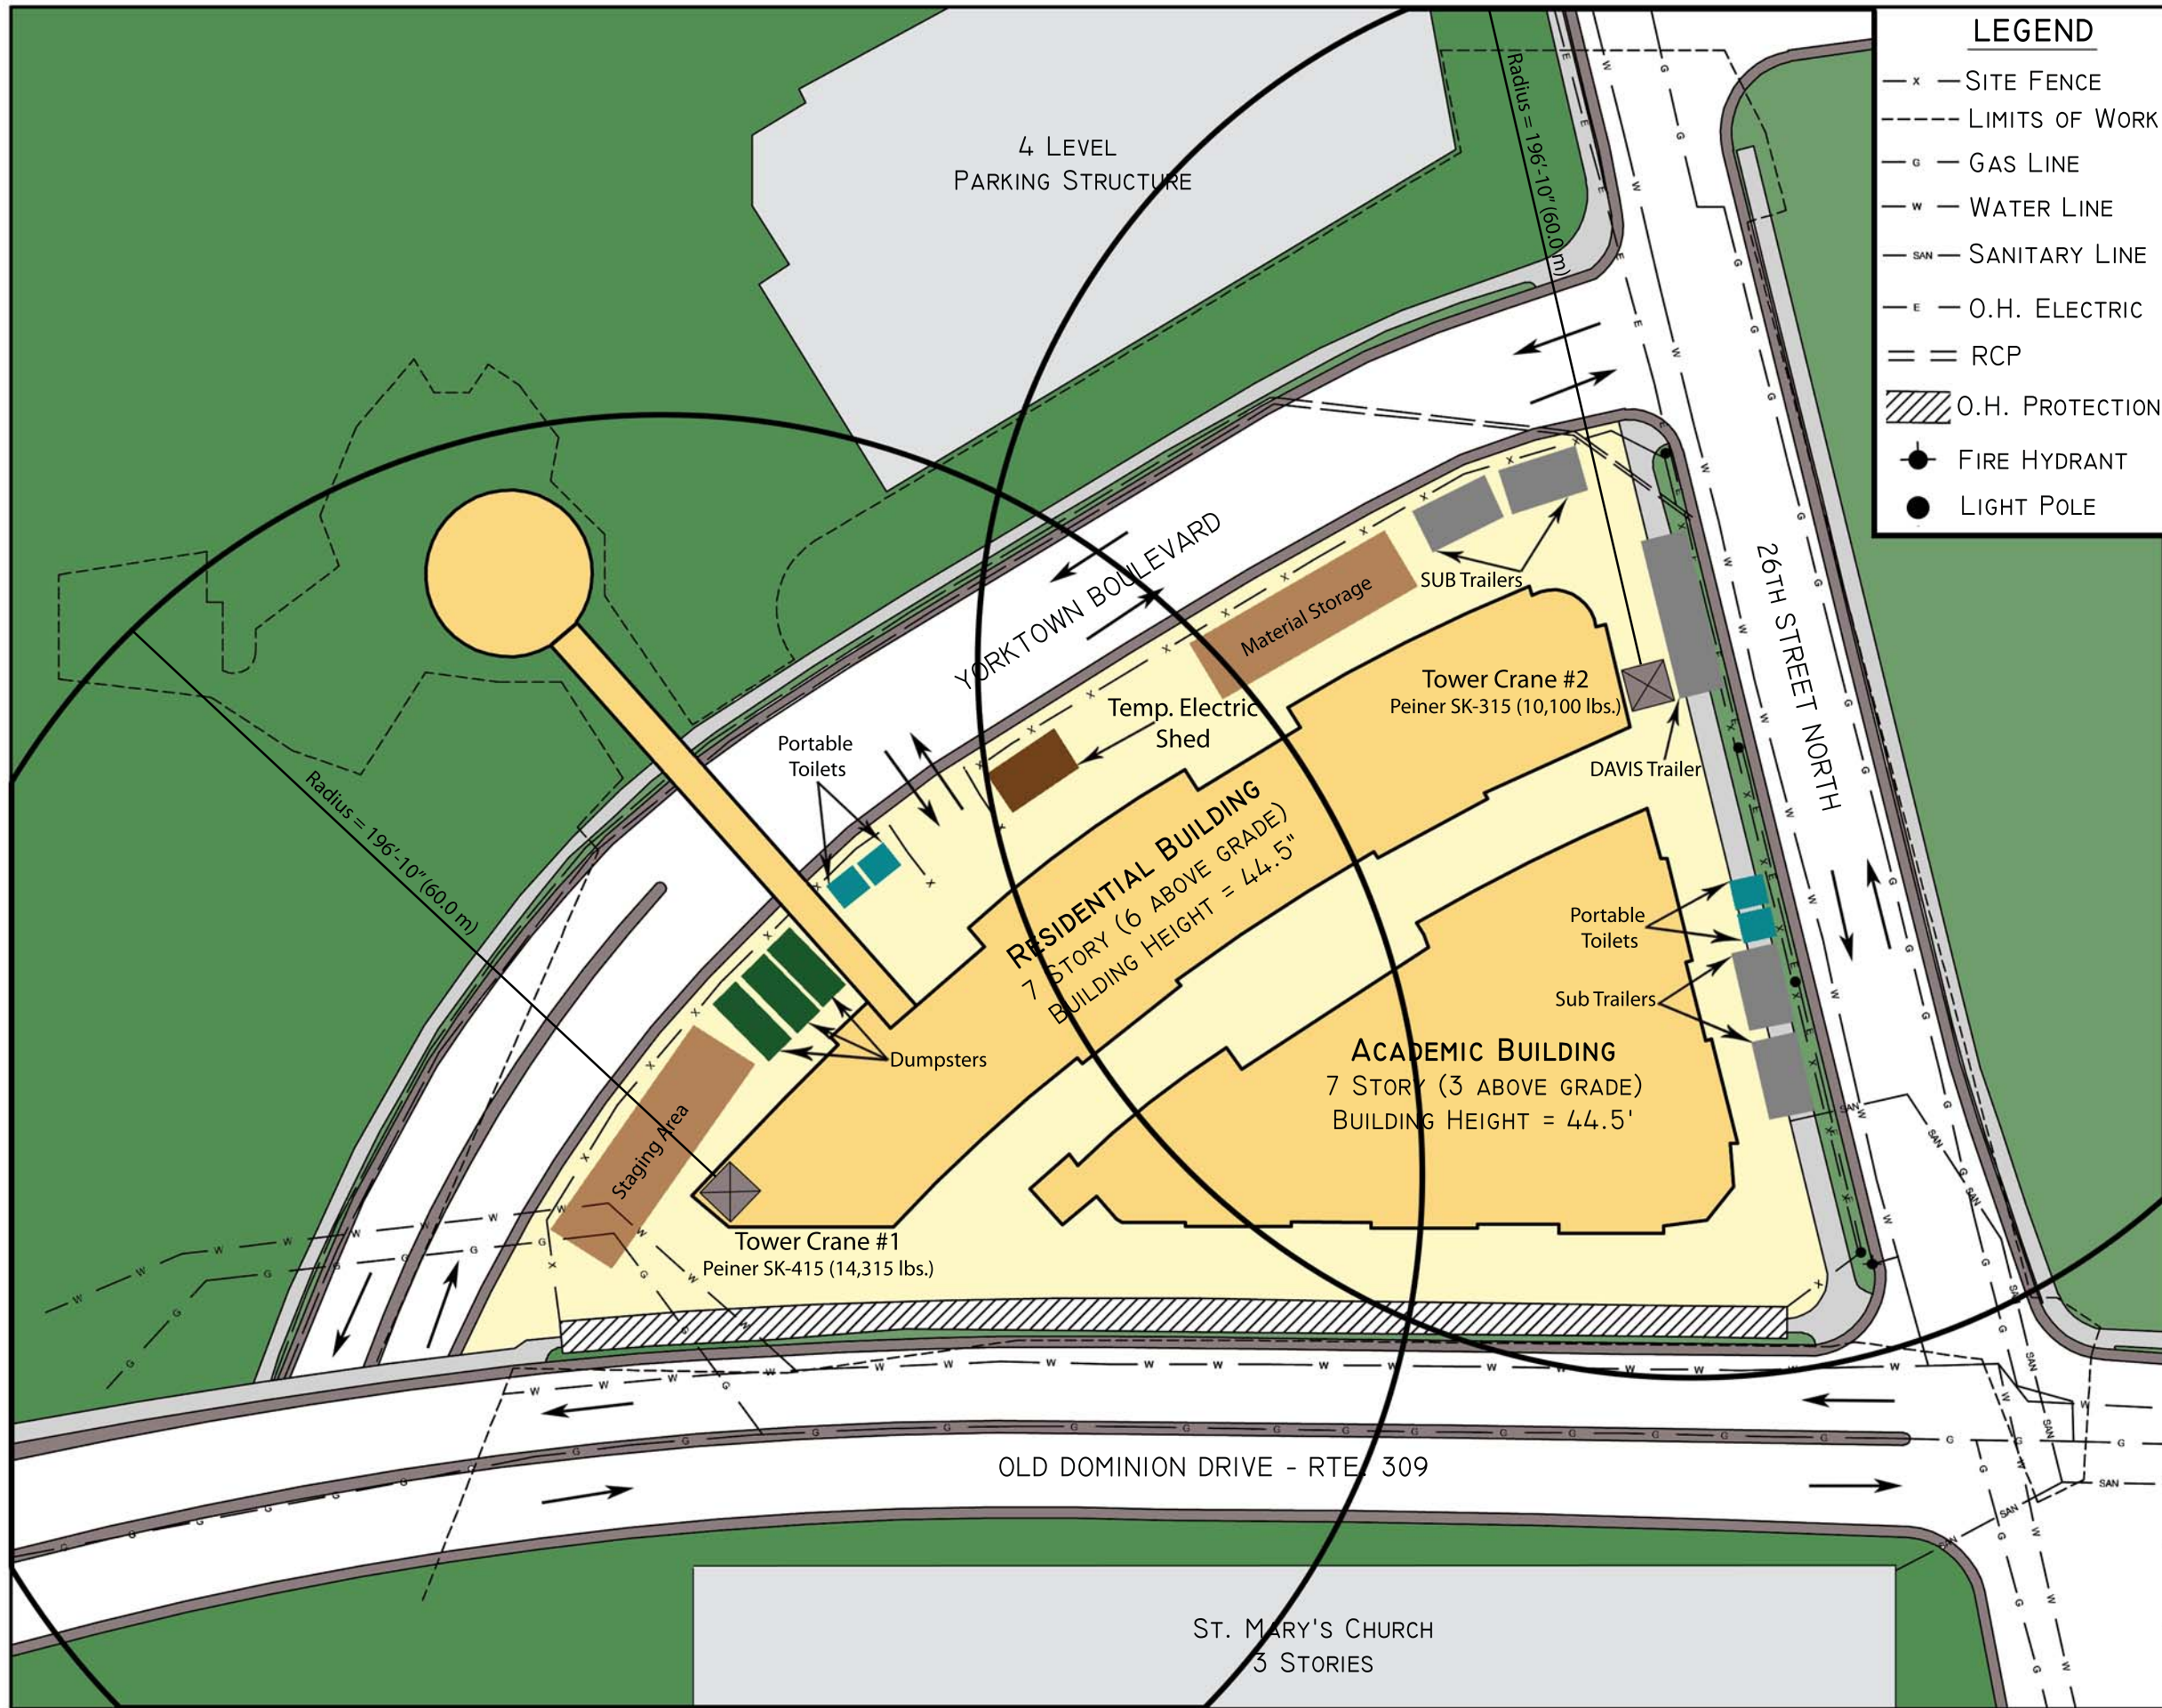 LEGEND
— X — SITE FENCE
LIMITS OF WORK
— G — GAS LINE
— W — WATER LINE
— SAN — SANITARY LINE
— E — O.H. ELECTRIC
RCP
O.H. PROTECTION
FIRE HYDRANT
LIGHT POLE
4 LEVEL
PARKING STRUCTURE
Radius = 196'-10" (60.0 m)
YORKTOWN BOULEVARD
26TH STREET NORTH
SUB Trailers
Material Storage
Tower Crane #2
Peiner SK-315 (10,100 lbs.)
Temp. Electric
Shed
DAVIS Trailer
Portable
Toilets
Radius = 196'-10" (60.0 m)
RESIDENTIAL BUILDING
7 STORY (6 ABOVE GRADE)
BUILDING HEIGHT = 44.5"
Portable
Toilets
Sub Trailers
Dumpsters
ACADEMIC BUILDING
7 STORY (3 ABOVE GRADE)
BUILDING HEIGHT = 44.5'
Staging Area
Tower Crane #1
Peiner SK-415 (14,315 lbs.)
OLD DOMINION DRIVE - RTE. 309
ST. MARY'S CHURCH
3 STORIES